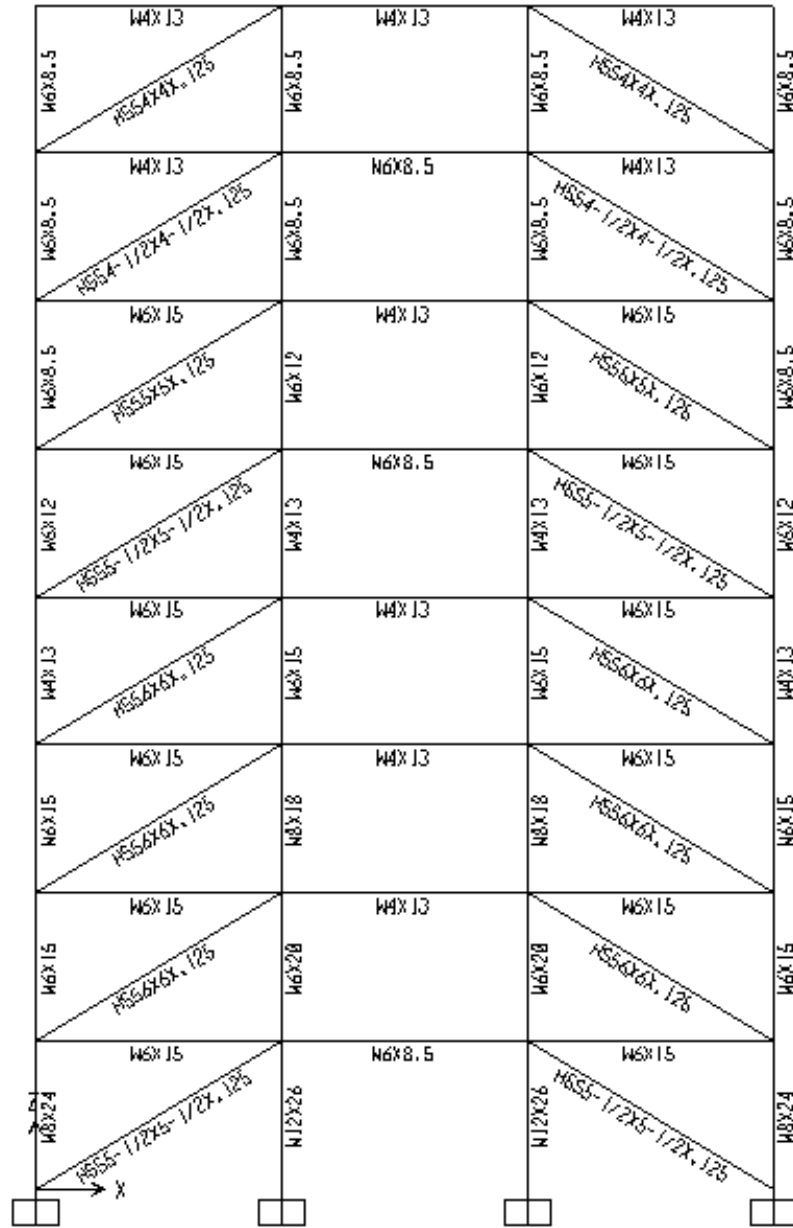 W4X13 W4X13 W4X13
W6X8.5 HSS4X4X.125 W6X8.5 W6X8.5 HSS4X4X.125 W6X8.5
W4X13 W6X8.5 W4X13
W6X8.5 HSS4-1/2X4-1/2X.125 W6X8.5 W6X8.5 HSS4-1/2X4-1/2X.125 W6X8.5
W6X15 W4X13 W6X15
W6X8.5 HSS5X5X.125 W6X12 W6X12 HSS5X5X.125 W6X8.5
W6X15 W6X8.5 W6X15
W6X12 HSS5-1/2X5-1/2X.125 W4X13 W4X13 HSS5-1/2X5-1/2X.125 W6X12
W6X15 W4X13 W6X15
W4X13 HSS6X6X.125 W6X15 W6X15 HSS6X6X.125 W4X13
W6X15 W4X13 W6X15
W6X15 HSS6X6X.125 W8X18 W8X18 HSS6X6X.125 W6X15
W6X15 W4X13 W6X15
W6X15 HSS6X6X.125 W6X20 W6X20 HSS6X6X.125 W6X15
W6X15 W6X8.5 W6X15
Z W8X24 HSS5-1/2X5-1/2X.125 W12X26 W12X26 HSS5-1/2X5-1/2X.125 W8X24
X